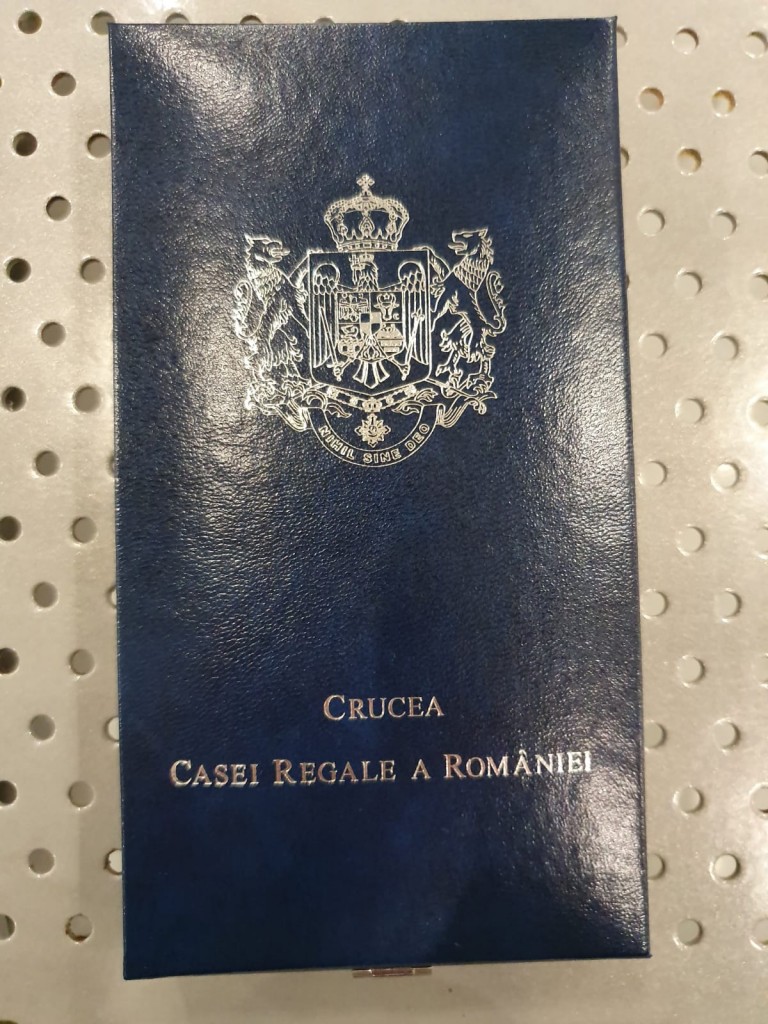 NIHIL SINE DEO
CRUCEA
CASEI REGALE A ROMÂNIEI